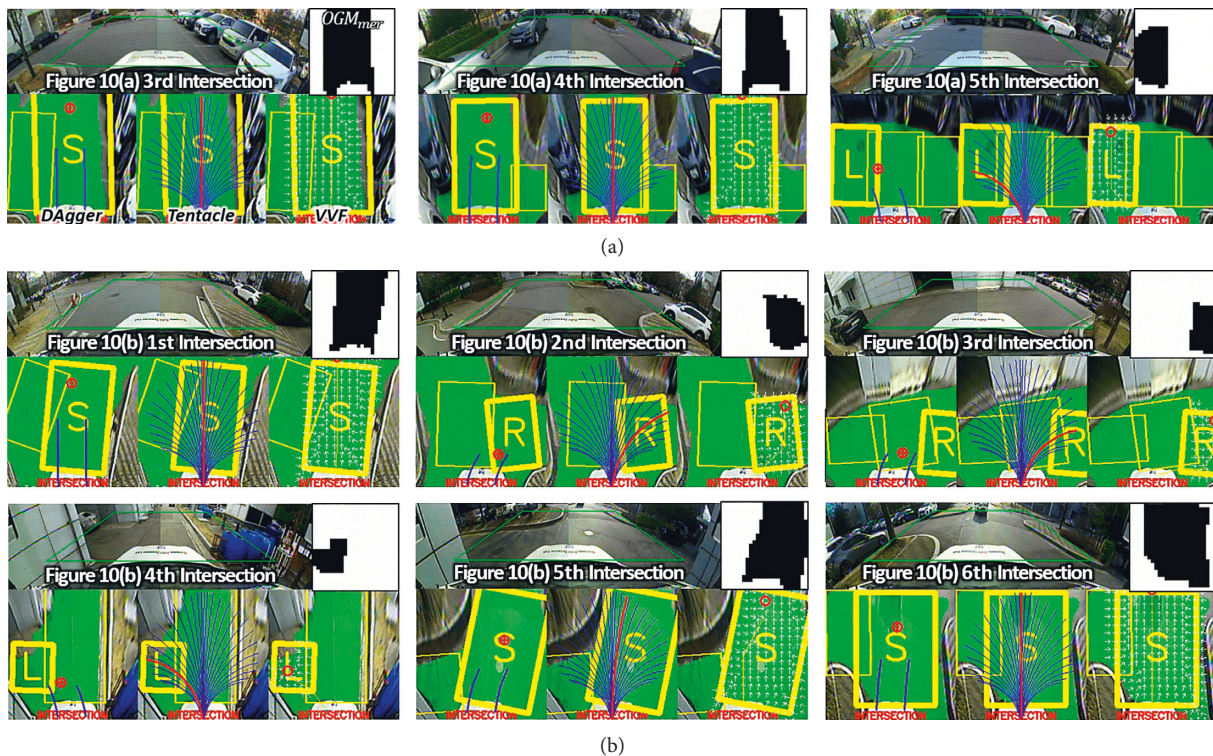 OGMmer
Figure 10(a) 3rd Intersection
S
S
S
DAgger
Tentacle
VVF
INTERSECTION
Figure 10(a) 4th Intersection
S
S
S
INTERSECTION
INTERSECTION
INTERSECTION
Figure 10(a) 5th Intersection
L
L
L
INTERSECTION
INTERSECTION
INTERSECTION
(a)
Figure 10(b) 1st Intersection
S
S
S
INTERSECTION
INTERSECTION
INTERSECTION
Figure 10(b) 2nd Intersection
R
R
R
INTERSECTION
INTERSECTION
INTERSECTION
Figure 10(b) 3rd Intersection
R
R
R
INTERSECTION
INTERSECTION
INTERSECTION
Figure 10(b) 4th Intersection
L
L
L
INTERSECTION
INTERSECTION
INTERSECTION
Figure 10(b) 5th Intersection
S
S
S
INTERSECTION
INTERSECTION
INTERSECTION
Figure 10(b) 6th Intersection
S
S
S
INTERSECTION
INTERSECTION
INTERSECTION
(b)